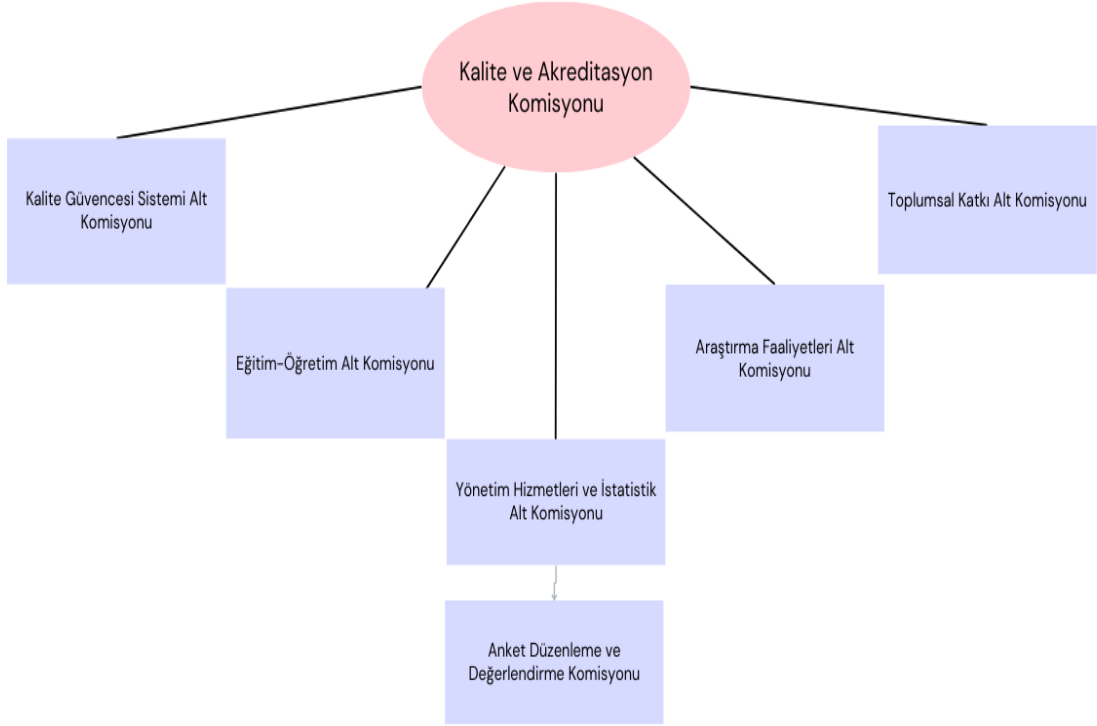 Kalite ve Akreditasyon
Komisyonu
Kalite Güvencesi Sistemi Alt
Komisyonu
Toplumsal Katkı Alt Komisyonu
Eğitim-Öğretim Alt Komisyonu
Araştırma Faaliyetleri Alt
Komisyonu
Yönetim Hizmetleri ve İstatistik
Alt Komisyonu
Anket Düzenleme ve
Değerlendirme Komisyonu